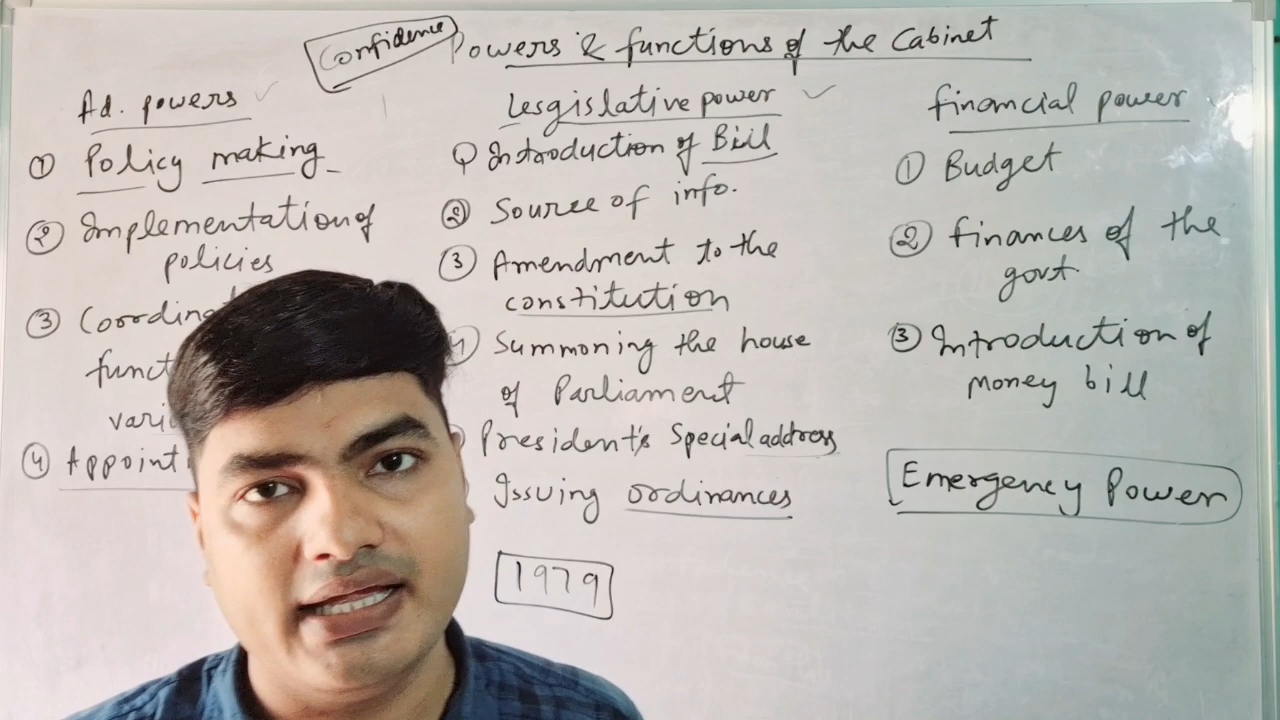 Confidence
Powers & functions of the Cabinet
Ad. powers
① Policy making
② Implementation of
policies
③
④
Lesgislative power
① Introduction of Bill
② Source of info.
③ Amendment to the
constitution
Summoning the house
of Parliament
President's Special address
Issuing ordinances
1979
financial power
① Budget
② finances of the
govt.
③ Introduction of
money bill
Emergency Power